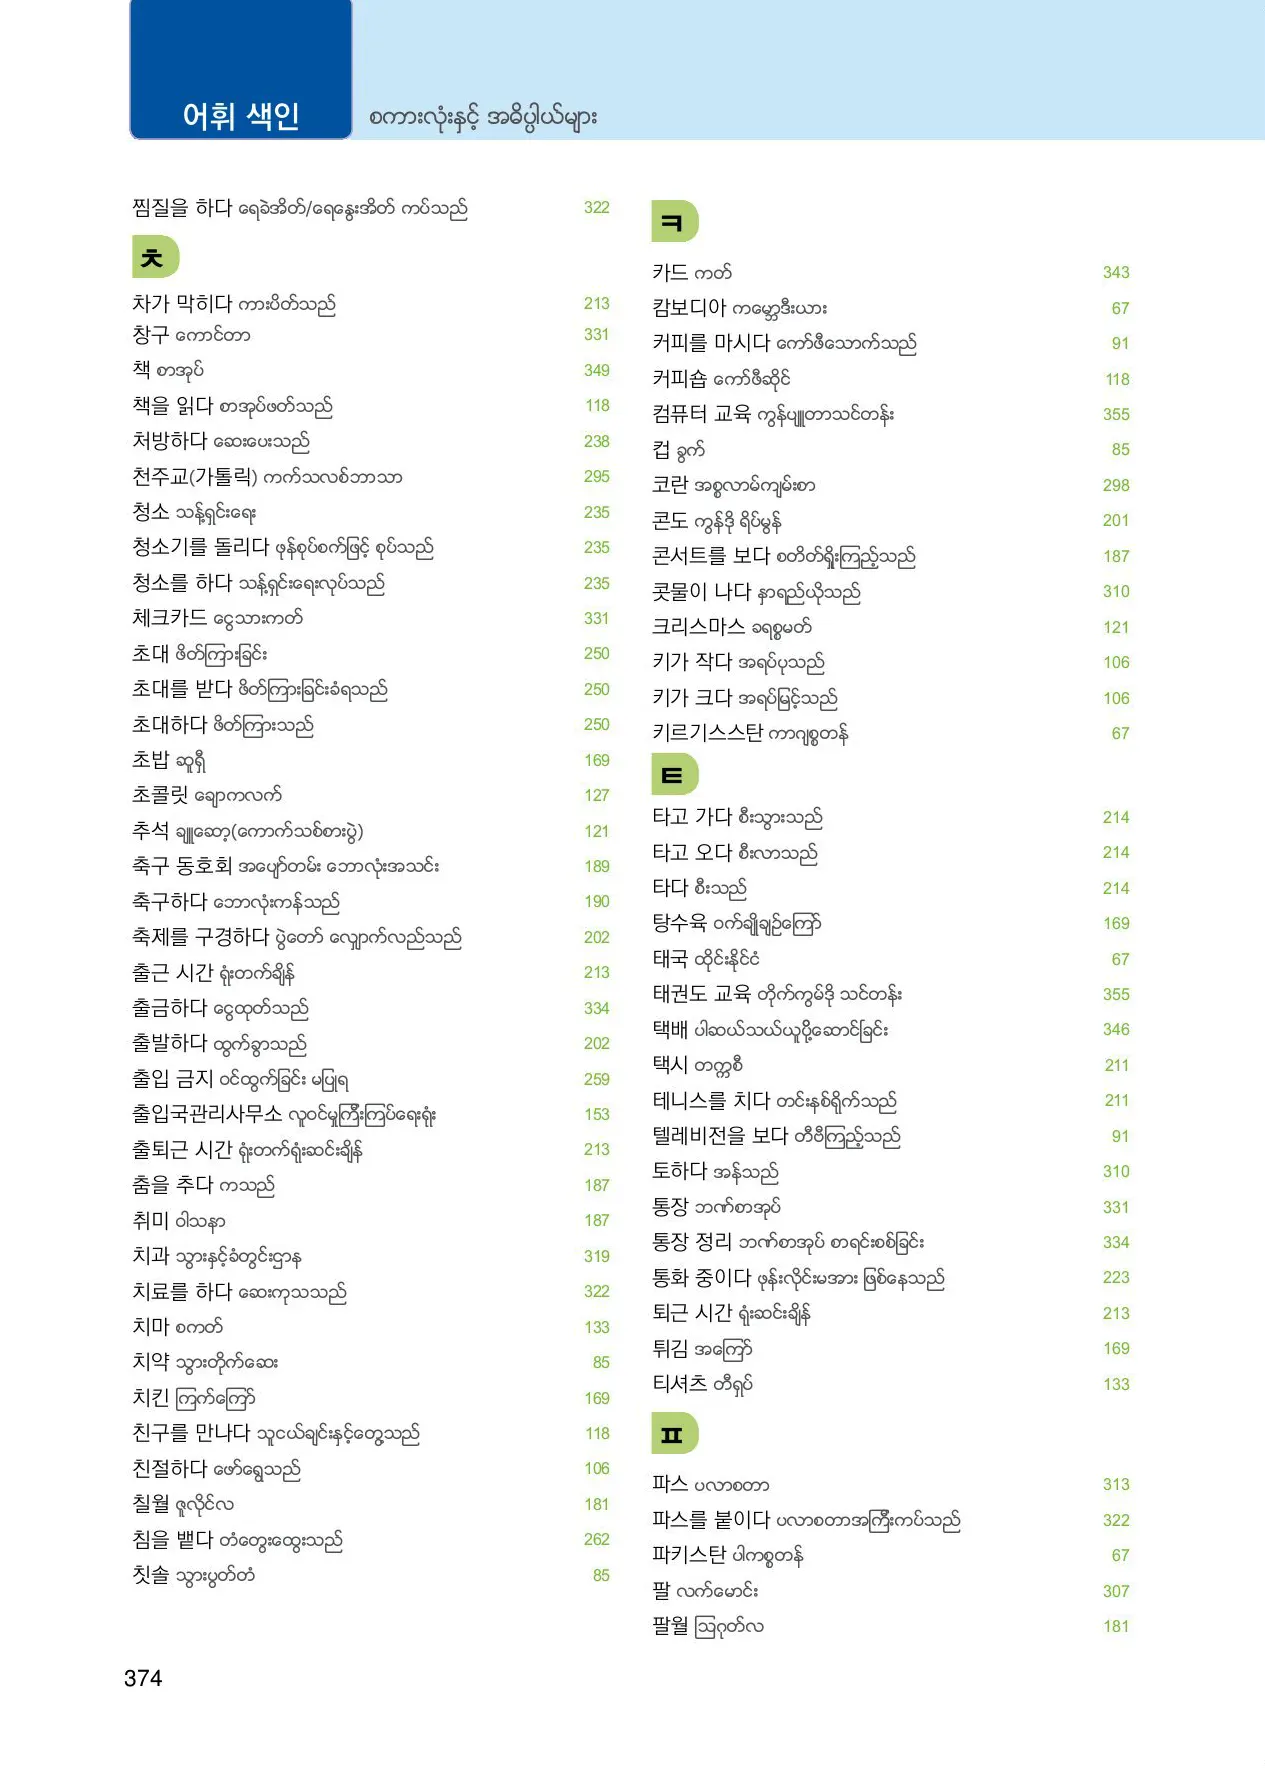 어휘 색인 စကားလုံးနှင့် အဓိပ္ပါယ်များ
찜질을 하다 ရေခဲအိတ်/ရေနွေးအိတ် ကပ်သည် 322
ㅊ
차가 막히다 ကားပိတ်သည် 213
창구 ကောင်တာ 331
책 စာအုပ် 349
책을 읽다 စာအုပ်ဖတ်သည် 118
처방하다 ဆေးပေးသည် 238
천주교(가톨릭) ကက်သလစ်ဘာသာ 295
청소 သန့်ရှင်းရေး 235
청소기를 돌리다 ဖုန်စုပ်စက်ဖြင့် စုပ်သည် 235
청소를 하다 သန့်ရှင်းရေးလုပ်သည် 235
체크카드 ငွေသားကတ် 331
초대 ဖိတ်ကြားခြင်း 250
초대를 받다 ဖိတ်ကြားခြင်းခံရသည် 250
초대하다 ဖိတ်ကြားသည် 250
초밥 ဆူရှီ 169
초콜릿 ချောကလက် 127
추석 ချူဆော့(ကောက်သစ်စားပွဲ) 121
축구 동호회 အပျော်တမ်း ဘောလုံးအသင်း 189
축구하다 ဘောလုံးကန်သည် 190
축제를 구경하다 ပွဲတော် လျှောက်လည်သည် 202
출근 시간 ရုံးတက်ချိန် 213
출금하다 ငွေထုတ်သည် 334
출발하다 ထွက်ခွာသည် 202
출입 금지 ဝင်ထွက်ခြင်း မပြုရ 259
출입국관리사무소 လူဝင်မှုကြီးကြပ်ရေးရုံး 153
출퇴근 시간 ရုံးတက်ရုံးဆင်းချိန် 213
춤을 추다 ကသည် 187
취미 ဝါသနာ 187
치과 သွားနှင့်ခံတွင်းဌာန 319
치료를 하다 ဆေးကုသသည် 322
치마 စကတ် 133
치약 သွားတိုက်ဆေး 85
치킨 ကြက်ကြော် 169
친구를 만나다 သူငယ်ချင်းနှင့်တွေ့သည် 118
친절하다 ဖော်ရွေသည် 106
칠월 ဇူလိုင်လ 181
침을 뱉다 တံတွေးထွေးသည် 262
칫솔 သွားပွတ်တံ 85
ㅋ
카드 ကတ် 343
캄보디아 ကမ္ဘောဒီးယား 67
커피를 마시다 ကော်ဖီသောက်သည် 91
커피숍 ကော်ဖီဆိုင် 118
컴퓨터 교육 ကွန်ပျူတာသင်တန်း 355
컵 ခွက် 85
코란 အစ္စလာမ်ကျမ်းစာ 298
콘도 ကွန်ဒို ရိပ်မွန် 201
콘서트를 보다 စတိတ်ရှိုးကြည့်သည် 187
콧물이 나다 နှာရည်ယိုသည် 310
크리스마스 ခရစ္စမတ် 121
키가 작다 အရပ်ပုသည် 106
키가 크다 အရပ်မြင့်သည် 106
키르기스스탄 ကာဂျစ္စတန် 67
ㅌ
타고 가다 စီးသွားသည် 214
타고 오다 စီးလာသည် 214
타다 စီးသည် 214
탕수육 ဝက်ချိုချဉ်ကြော် 169
태국 ထိုင်းနိုင်ငံ 67
태권도 교육 တိုက်ကွမ်ဒို သင်တန်း 355
택배 ပါဆယ်သယ်ယူပို့ဆောင်ခြင်း 346
택시 တက္ကစီ 211
테니스를 치다 တင်းနစ်ရိုက်သည် 211
텔레비전을 보다 တီဗီကြည့်သည် 91
토하다 အန်သည် 310
통장 ဘဏ်စာအုပ် 331
통장 정리 ဘဏ်စာအုပ် စာရင်းစစ်ခြင်း 334
통화 중이다 ဖုန်းလိုင်းမအား ဖြစ်နေသည် 223
퇴근 시간 ရုံးဆင်းချိန် 213
튀김 အကြော် 169
티셔츠 တီရှပ် 133
ㅍ
파스 ပလာစတာ 313
파스를 붙이다 ပလာစတာအကြီးကပ်သည် 322
파키스탄 ပါကစ္စတန် 67
팔 လက်မောင်း 307
팔월 ဩဂုတ်လ 181
374